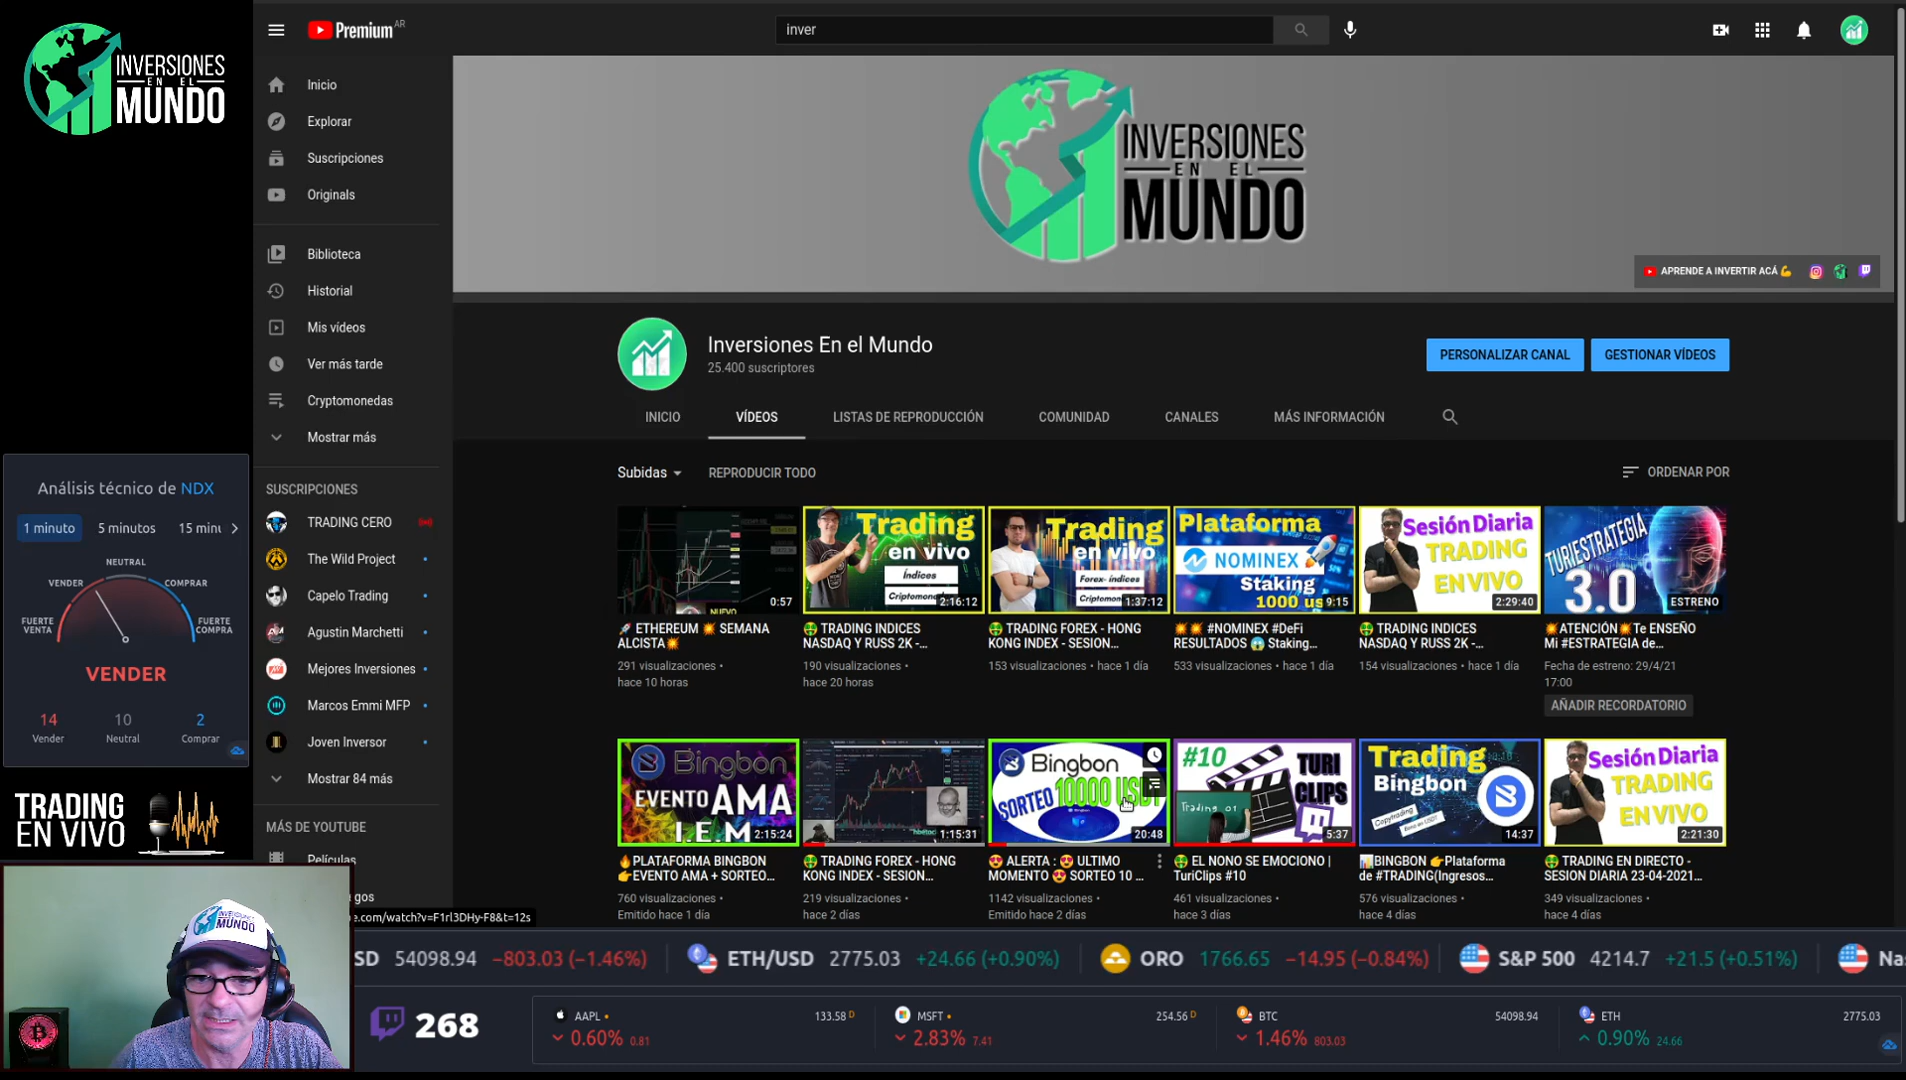 INVERSIONES
EN EL
MUNDO
Premium AR
inver
Inicio
Explorar
Suscripciones
Originals
Biblioteca
Historial
Mis vídeos
Ver más tarde
Cryptomonedas
Mostrar más
SUSCRIPCIONES
TRADING CERO
The Wild Project
Capelo Trading
Agustin Marchetti
Mejores Inversiones
Marcos Emmi MFP
Joven Inversor
Mostrar 84 más
MÁS DE YOUTUBE
Películas
gos
e.com/watch?v=F1rl3DHy-F8&t=12s
Análisis técnico de NDX
1 minuto 5 minutos 15 minu
NEUTRAL
VENDER COMPRAR
FUERTE VENTA
FUERTE COMPRA
VENDER
14 10 2
Vender Neutral Comprar
TRADING
EN VIVO
INVERSIONES
EN EL
MUNDO
APRENDE A INVERTIR ACÁ 💪
Inversiones En el Mundo
25.400 suscriptores
PERSONALIZAR CANAL GESTIONAR VÍDEOS
INICIO VÍDEOS LISTAS DE REPRODUCCIÓN COMUNIDAD CANALES MÁS INFORMACIÓN
Subidas REPRODUCIR TODO ORDENAR POR
NUEVO
0:57
🚀 ETHEREUM 💥 SEMANA
ALCISTA💥
291 visualizaciones •
hace 10 horas
Trading
en vivo
Índices
Criptomone
2:16:12
🤑 TRADING INDICES
NASDAQ Y RUSS 2K -...
190 visualizaciones •
hace 20 horas
Trading
en vivo
Forex- índices
Criptomon
1:37:12
🤑 TRADING FOREX - HONG
KONG INDEX - SESION...
153 visualizaciones • hace 1 día
Plataforma
NOMINEX
Staking
1000 us
9:15
💥💥 #NOMINEX #DeFi
RESULTADOS 😱 Staking...
533 visualizaciones • hace 1 día
Sesión Diaria
TRADING
EN VIVO
2:29:40
🤑 TRADING INDICES
NASDAQ Y RUSS 2K -...
154 visualizaciones • hace 1 día
TURIESTRATEGIA
3.0
ESTRENO
💥ATENCIÓN💥Te ENSEÑO
Mi #ESTRATEGIA de...
Fecha de estreno: 29/4/21
17:00
AÑADIR RECORDATORIO
Bingbon
EVENTO AMA
I.E.M
2:15:24
🔥PLATAFORMA BINGBON
👉EVENTO AMA + SORTEO...
760 visualizaciones •
Emitido hace 1 día
1:15:31
🤑 TRADING FOREX - HONG
KONG INDEX - SESION...
219 visualizaciones •
hace 2 días
Bingbon
SORTEO 10000 USDT
20:48
😍 ALERTA : 😍 ULTIMO
MOMENTO 😍 SORTEO 10 ...
1142 visualizaciones •
Emitido hace 2 días
#10
TURI
CLIPS
Trading 01
5:37
🤑 EL NONO SE EMOCIONO |
TuriClips #10
461 visualizaciones •
hace 3 días
Trading
Bingbon
Copytrading
14:37
📊BINGBON 👉Plataforma
de #TRADING(Ingresos...
576 visualizaciones •
hace 4 días
Sesión Diaria
TRADING
EN VIVO
2:21:30
🤑 TRADING EN DIRECTO -
SESION DIARIA 23-04-2021...
349 visualizaciones •
hace 4 días
INVERSIONES
MUNDO
SD 54098.94 −803.03 (−1.46%) ETH/USD 2775.03 +24.66 (+0.90%) ORO 1766.65 −14.95 (−0.84%) S&P 500 4214.7 +21.5 (+0.51%) Na
268
AAPL 133.58 D MSFT 254.56 D BTC 54098.94 ETH 2775.03
0.60% 0.81 2.83% 7.41 1.46% 803.03 0.90% 24.66